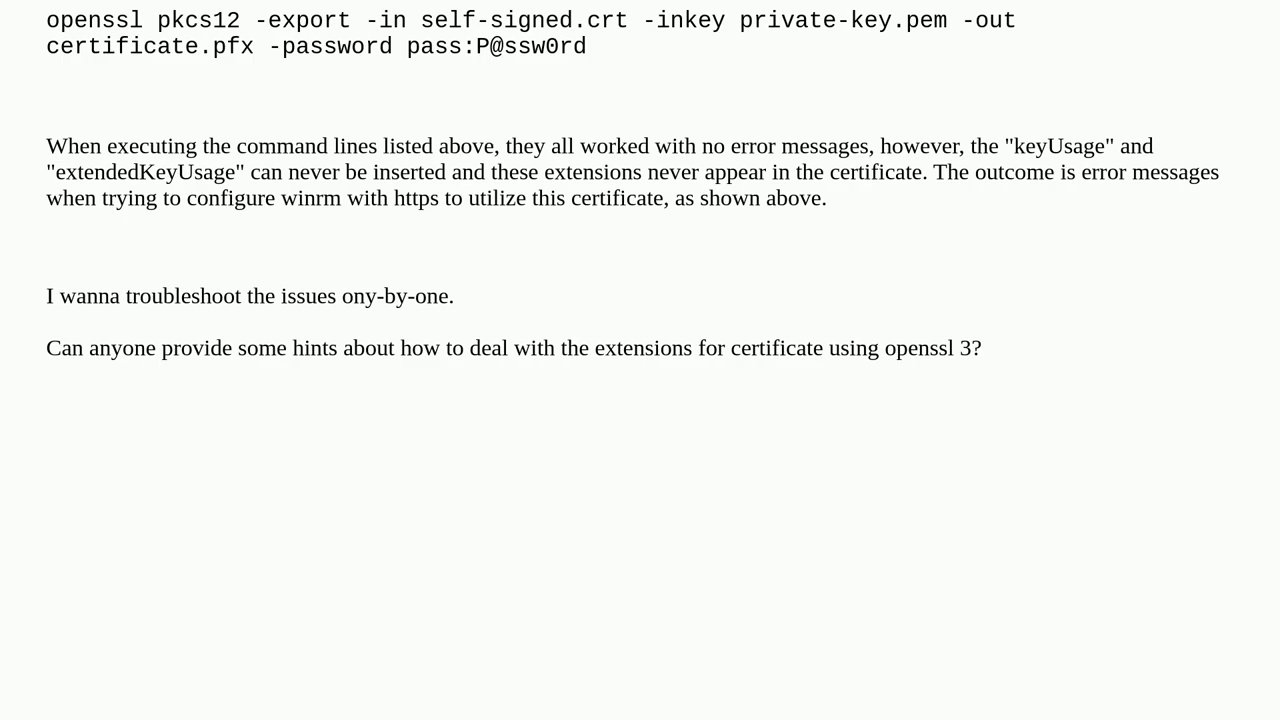 openssl pkcs12 -export -in self-signed.crt -inkey private-key.pem -out
certificate.pfx -password pass:P@ssw0rd
When executing the command lines listed above, they all worked with no error messages, however, the "keyUsage" and
"extendedKeyUsage" can never be inserted and these extensions never appear in the certificate. The outcome is error messages
when trying to configure winrm with https to utilize this certificate, as shown above.
I wanna troubleshoot the issues ony-by-one.
Can anyone provide some hints about how to deal with the extensions for certificate using openssl 3?